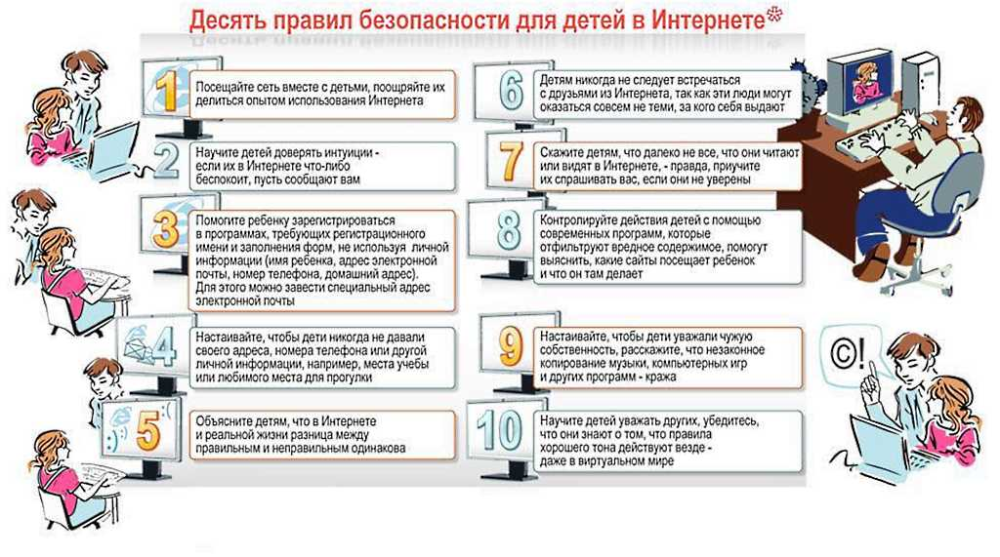 Десять правил безопасности для детей в Интернете*
1
Посещайте сеть вместе с детьми, поощряйте их
делиться опытом использования Интернета
2
Научите детей доверять интуиции -
если их в Интернете что-либо
беспокоит, пусть сообщают вам
3
Помогите ребенку зарегистрироваться
в программах, требующих регистрационного
имени и заполнения форм, не используя личной
информации (имя ребенка, адрес электронной
почты, номер телефона, домашний адрес).
Для этого можно завести специальный адрес
электронной почты
4
Настаивайте, чтобы дети никогда не давали
своего адреса, номера телефона или другой
личной информации, например, места учебы
или любимого места для прогулки
5
Объясните детям, что в Интернете
и реальной жизни разница между
правильным и неправильным одинакова
6
Детям никогда не следует встречаться
с друзьями из Интернета, так как эти люди могут
оказаться совсем не теми, за кого себя выдают
7
Скажите детям, что далеко не все, что они читают
или видят в Интернете, - правда, приучите
их спрашивать вас, если они не уверены
8
Контролируйте действия детей с помощью
современных программ, которые
отфильтруют вредное содержимое, помогут
выяснить, какие сайты посещает ребенок
и что он там делает
9
Настаивайте, чтобы дети уважали чужую
собственность, расскажите, что незаконное
копирование музыки, компьютерных игр
и других программ - кража
10
Научите детей уважать других, убедитесь,
что они знают о том, что правила
хорошего тона действуют везде -
даже в виртуальном мире
©!